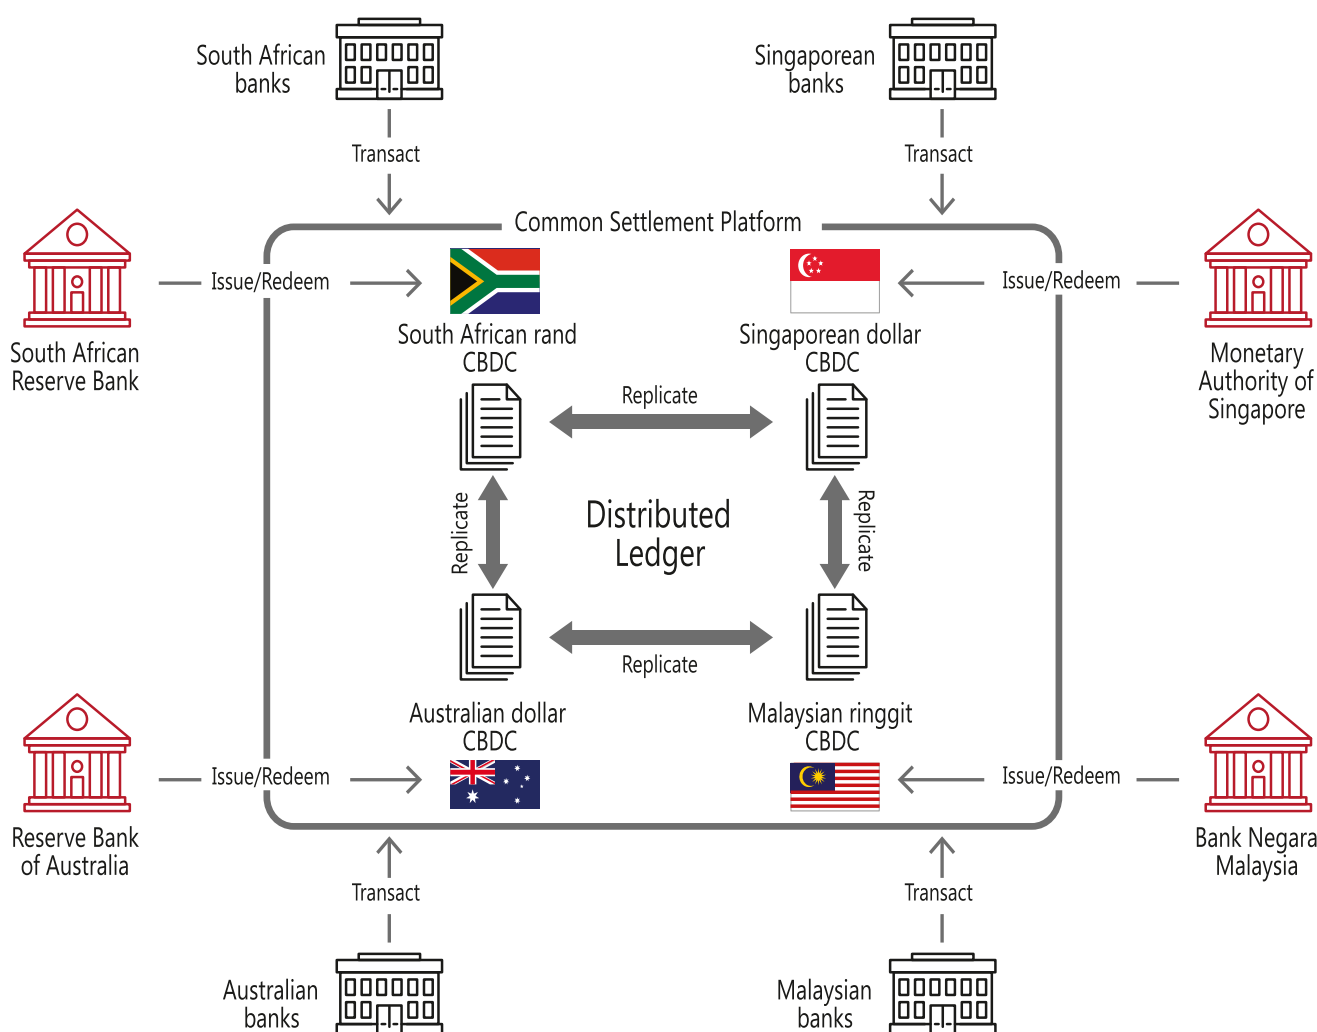 South African
banks
Singaporean
banks
Transact
Transact
Common Settlement Platform
Issue/Redeem
Issue/Redeem
South African
Reserve Bank
South African rand
CBDC
Singaporean dollar
CBDC
Monetary
Authority of
Singapore
Replicate
Replicate
Distributed
Ledger
Replicate
Replicate
Australian dollar
CBDC
Malaysian ringgit
CBDC
Issue/Redeem
Issue/Redeem
Reserve Bank
of Australia
Bank Negara
Malaysia
Transact
Transact
Australian
banks
Malaysian
banks